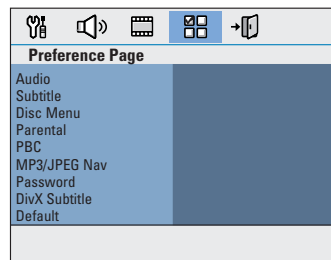 Preference Page
Audio
Subtitle
Disc Menu
Parental
PBC
MP3/JPEG Nav
Password
DivX Subtitle
Default